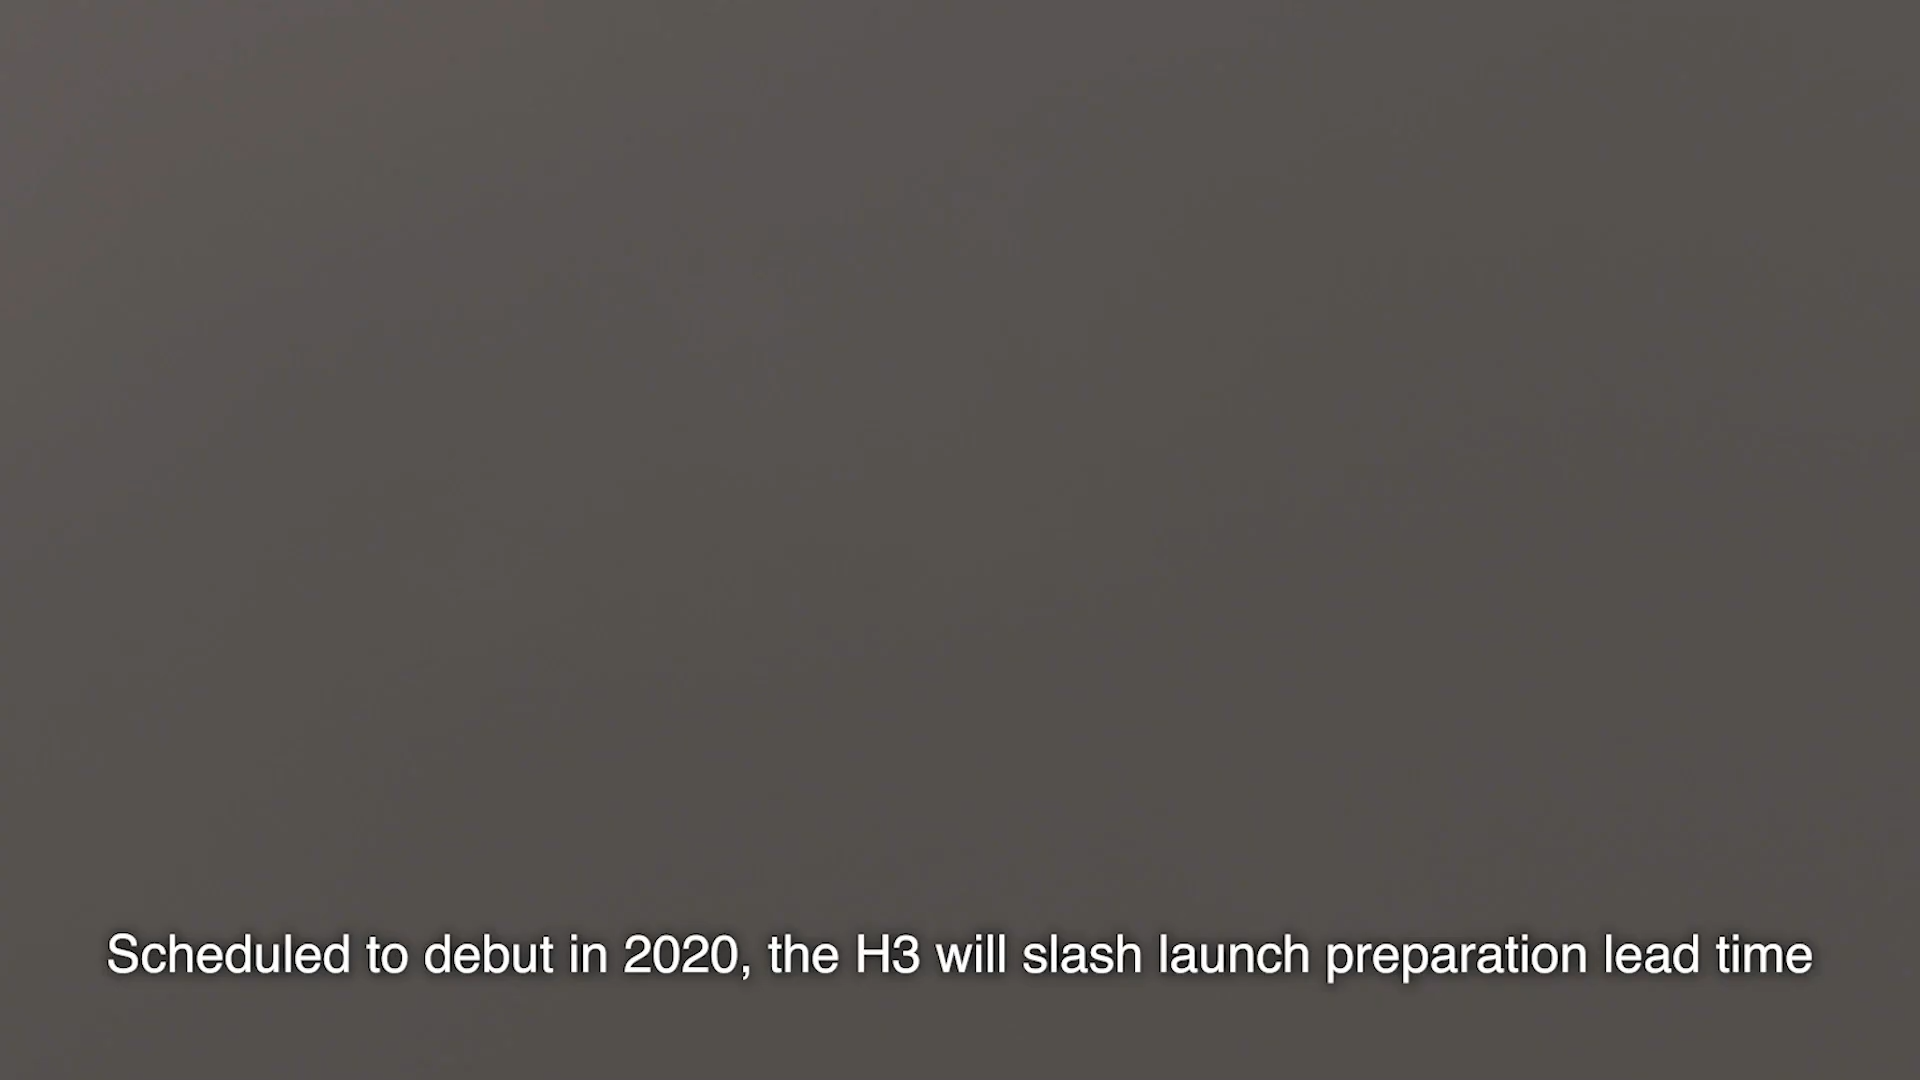 Scheduled to debut in 2020, the H3 will slash launch preparation lead time